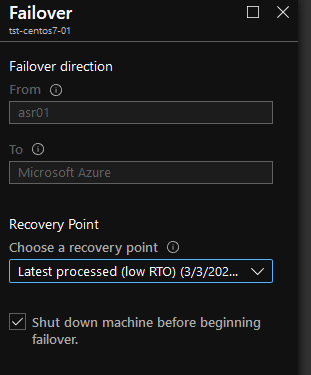 Failover
tst-centos7-01
Failover direction
From
asr01
To
Microsoft Azure
Recovery Point
Choose a recovery point
Latest processed (low RTO) (3/3/202...
Shut down machine before beginning
failover.